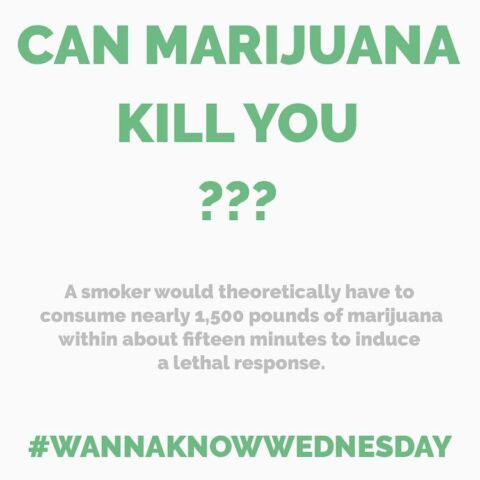 CAN MARIJUANA
KILL YOU
???
A smoker would theoretically have to
consume nearly 1,500 pounds of marijuana
within about fifteen minutes to induce
a lethal response.
#WANNAKNOWWEDNESDAY